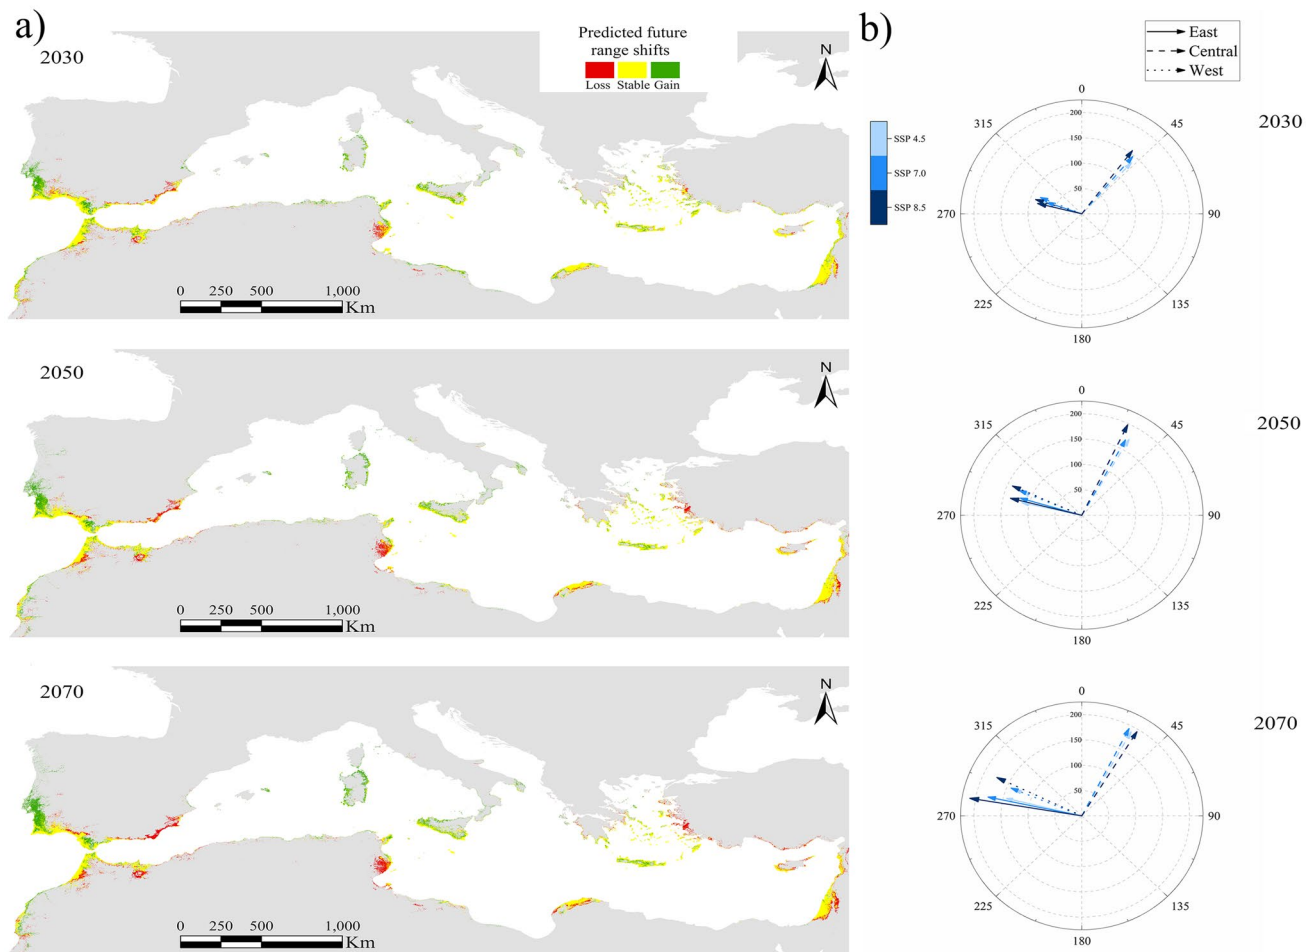 a)
2030
Predicted future
range shifts
Loss Stable Gain
N
0 250 500 1,000
Km
2050
N
0 250 500 1,000
Km
2070
N
0 250 500 1,000
Km
b)
East
Central
West
SSP 4.5
SSP 7.0
SSP 8.5
2030
0
315 45
200
150
100
50
270 90
225 135
180
2050
0
315 45
200
150
100
50
270 90
225 135
180
2070
0
315 45
200
150
100
50
270 90
225 135
180